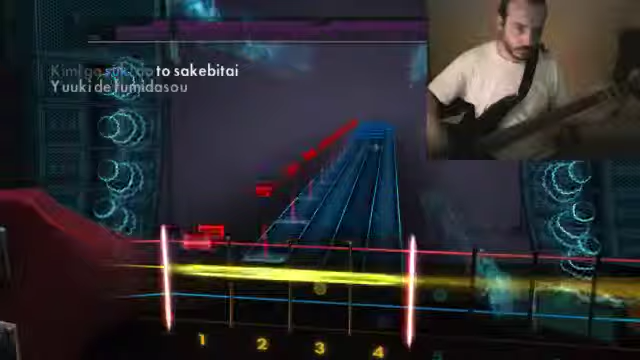 Kimi ga suki da to sakebitai
Yuuki de fumidasou
1 2 3 4